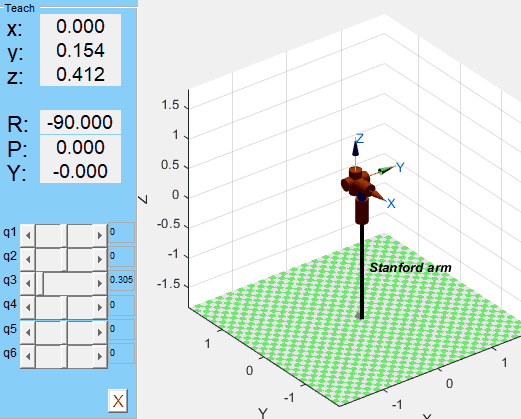 Teach
x: 0.000
y: 0.154
z: 0.412
R: -90.000
P: 0.000
Y: -0.000
q1 0
q2 0
q3 0.305
q4 0
q5 0
q6 0
X
1.5
1
0.5
0
-0.5
-1
-1.5
Z
Z
Y
X
Stanford arm
1
0
-1
Y
-1
0
1
X